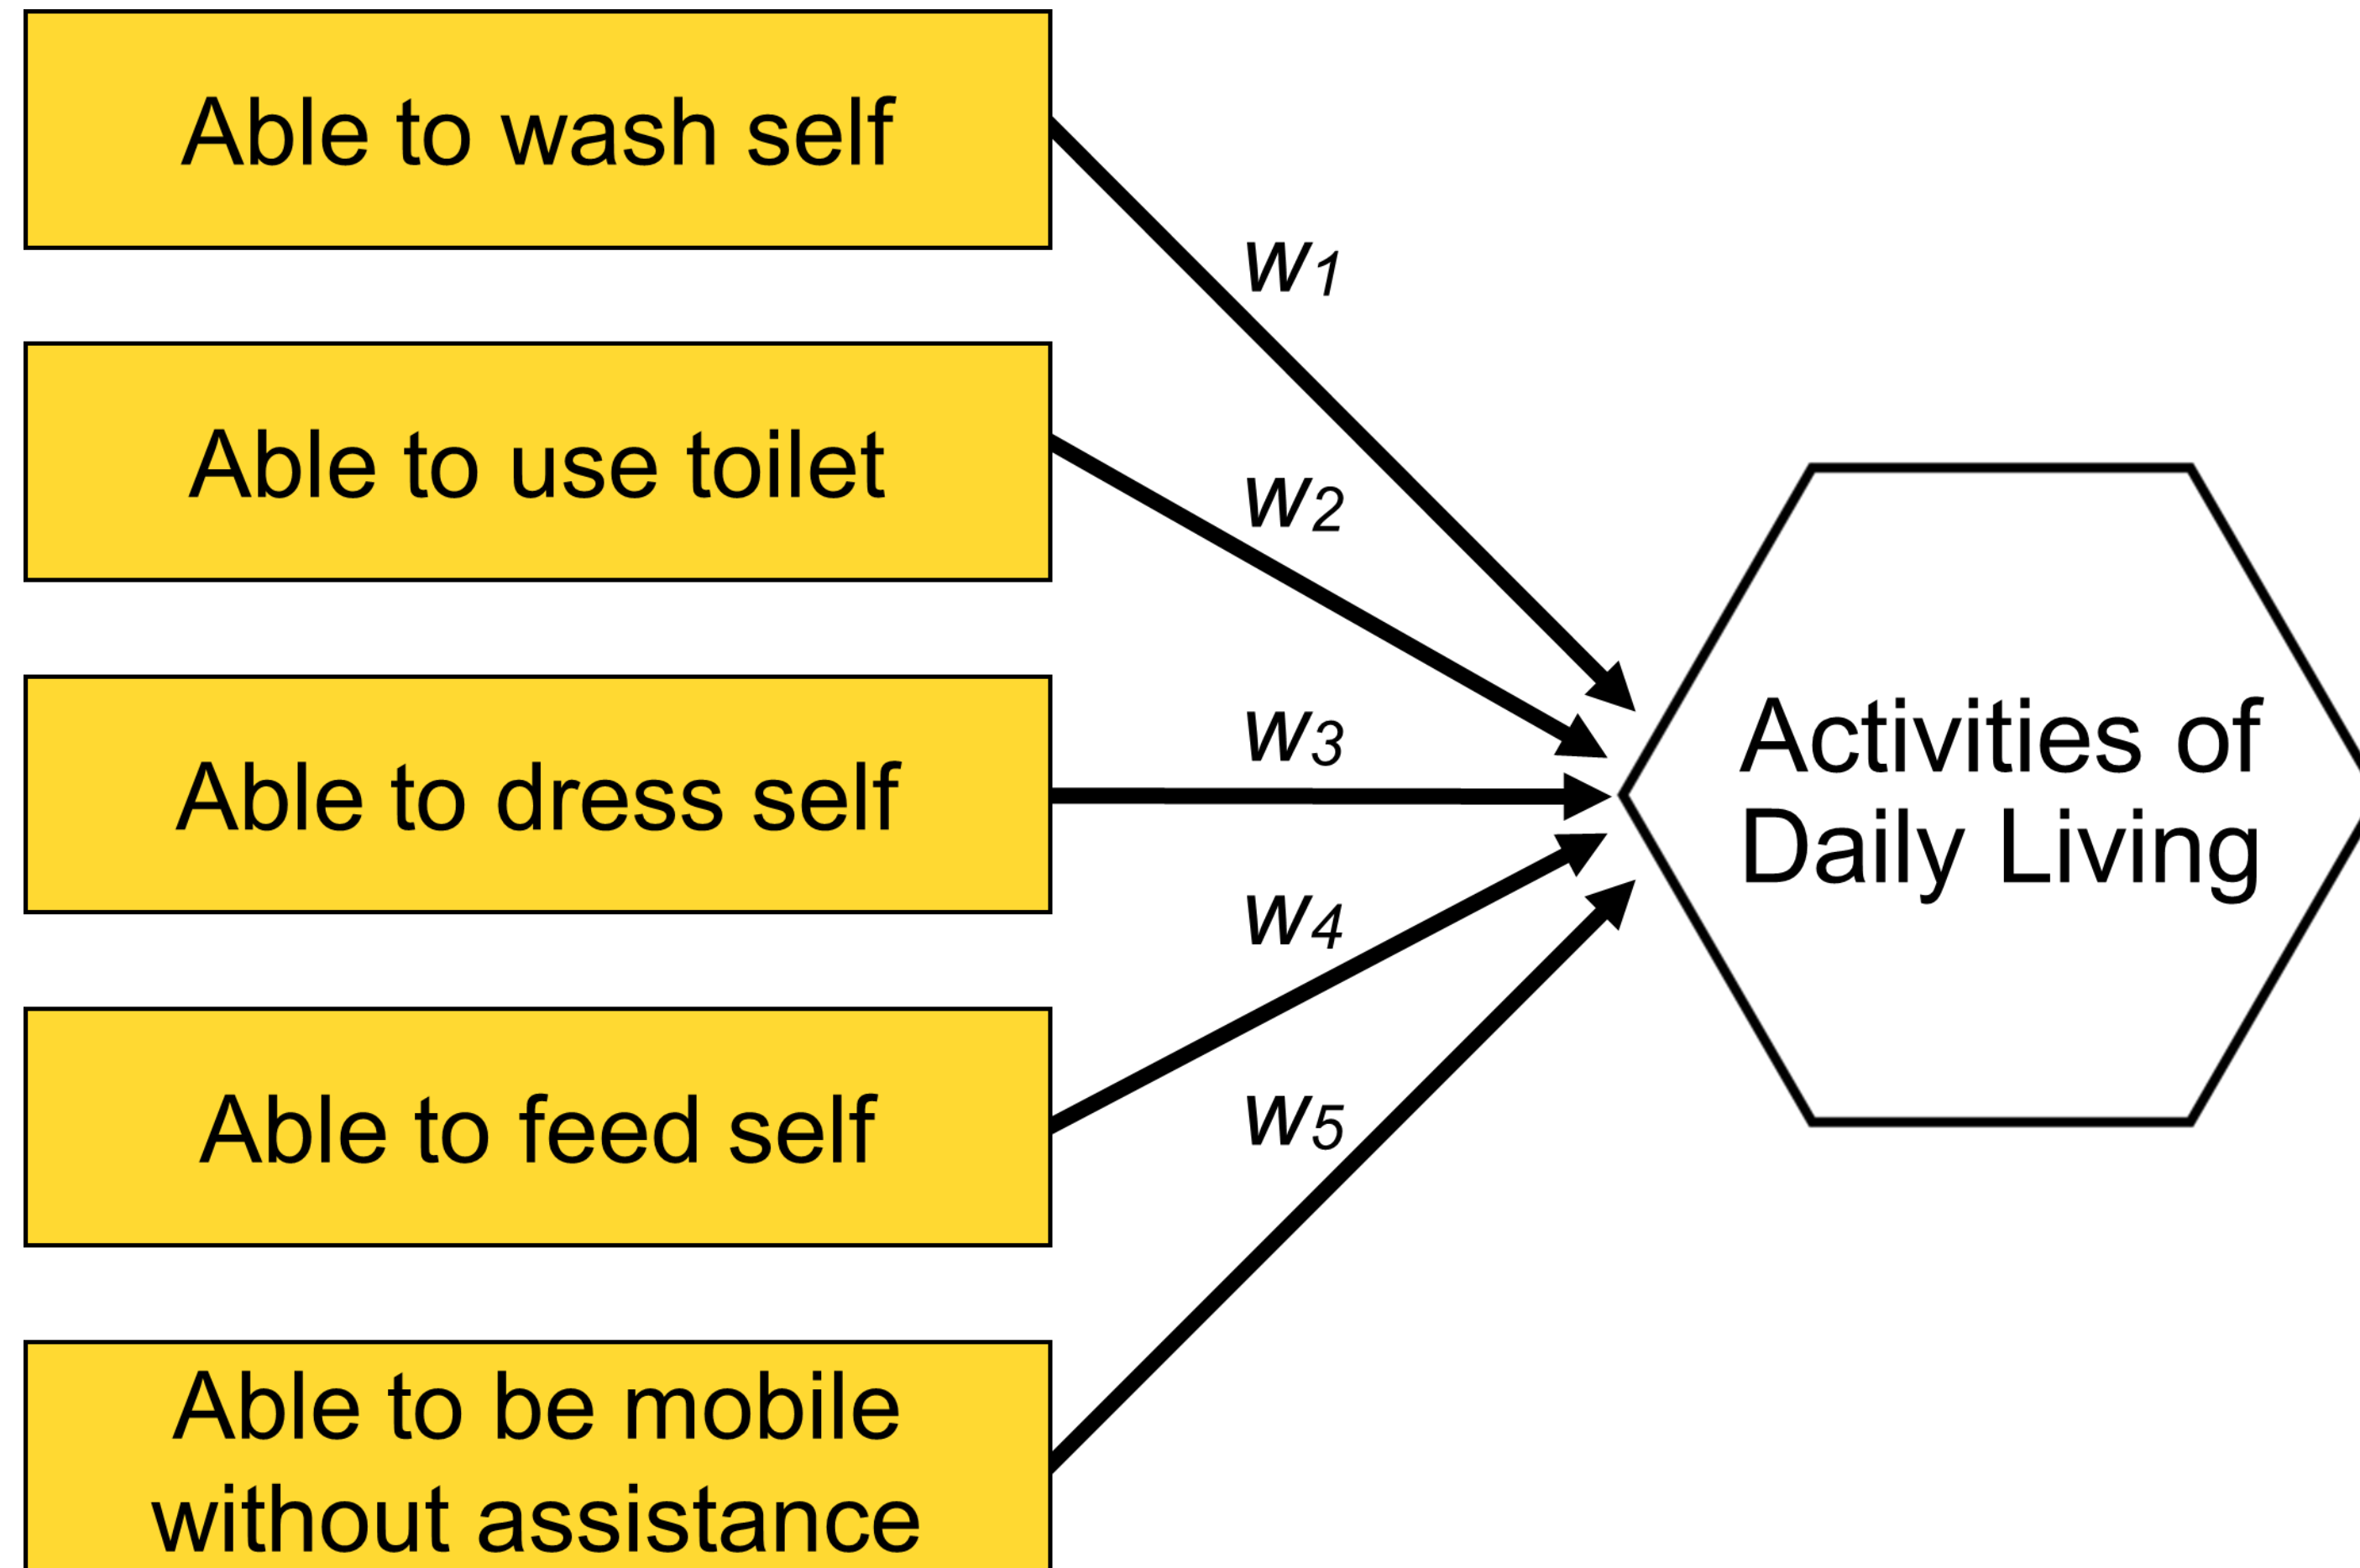 Able to wash self
w1
Able to use toilet
w2
Able to dress self
w3
Activities of
Daily Living
w4
Able to feed self
w5
Able to be mobile
without assistance